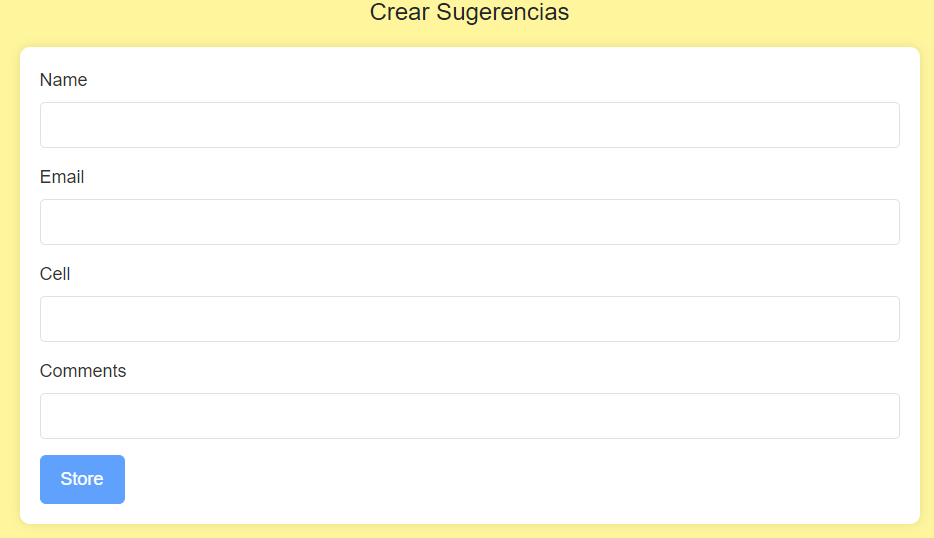 Crear Sugerencias
Name
Email
Cell
Comments
Store